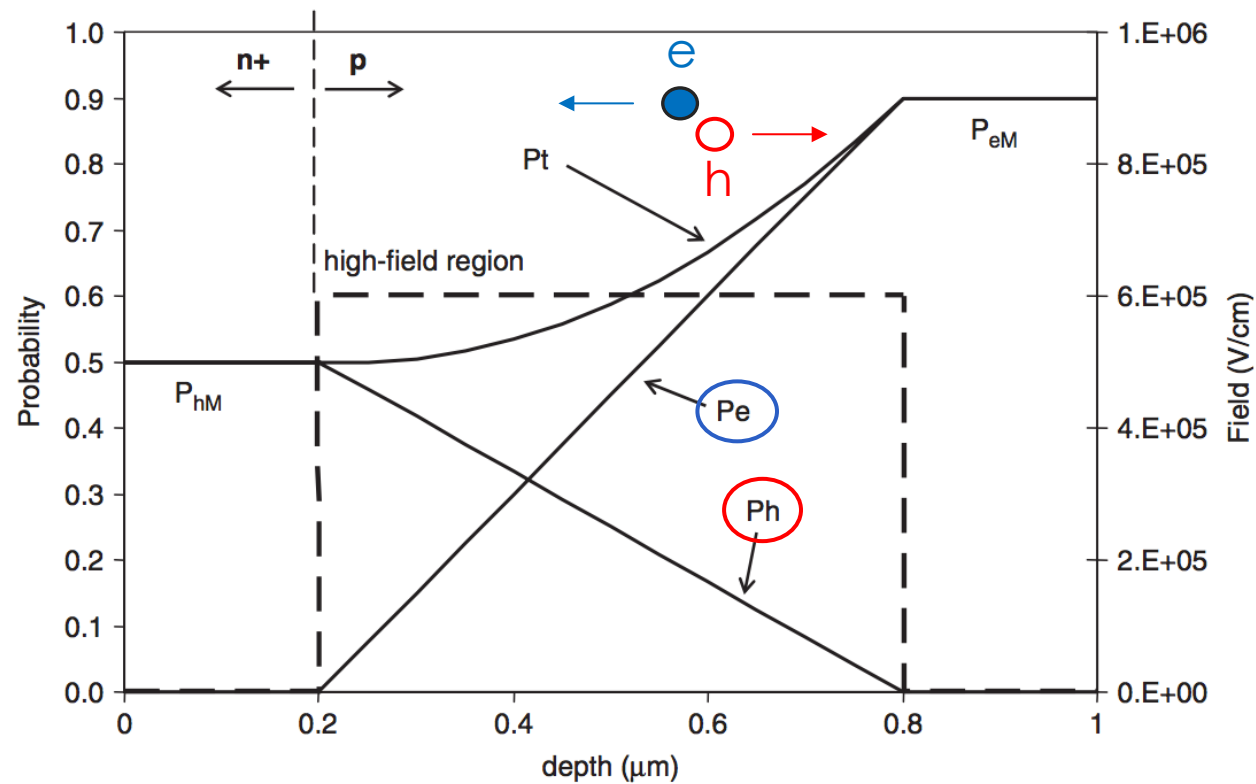 1.0
0.9
0.8
0.7
0.6
0.5
0.4
0.3
0.2
0.1
0.0
Probability
n+ p
e
h
Pt
PeM
high-field region
PhM
Pe
Ph
1.E+06
8.E+05
6.E+05
4.E+05
2.E+05
0.E+00
Field (V/cm)
0 0.2 0.4 0.6 0.8 1
depth (μm)